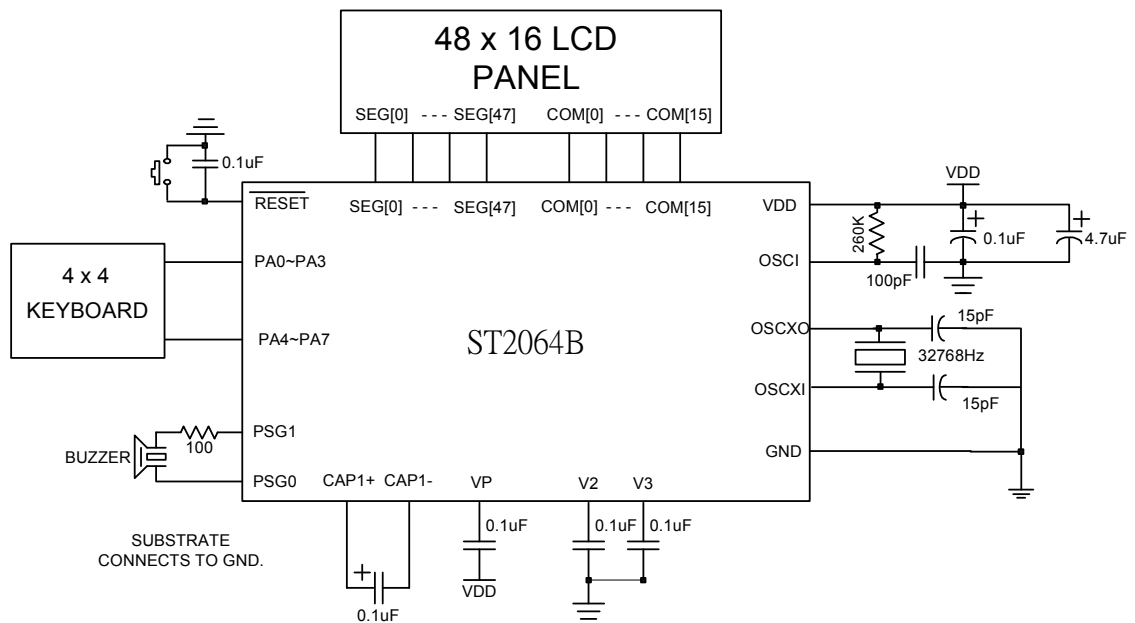 48 x 16 LCD
PANEL
SEG[0] - - - SEG[47] COM[0] - - - COM[15]
0.1uF
RESET
SEG[0] - - - SEG[47] COM[0] - - - COM[15]
VDD
VDD
260K
0.1uF
4.7uF
OSCI
100pF
4 x 4
KEYBOARD
PA0~PA3
PA4~PA7
ST2064B
OSCXO
15pF
32768Hz
OSCXI
15pF
PSG1
100
BUZZER
PSG0
GND
CAP1+ CAP1- VP V2 V3
0.1uF
0.1uF
0.1uF
SUBSTRATE
CONNECTS TO GND.
+
+
+
0.1uF
VDD